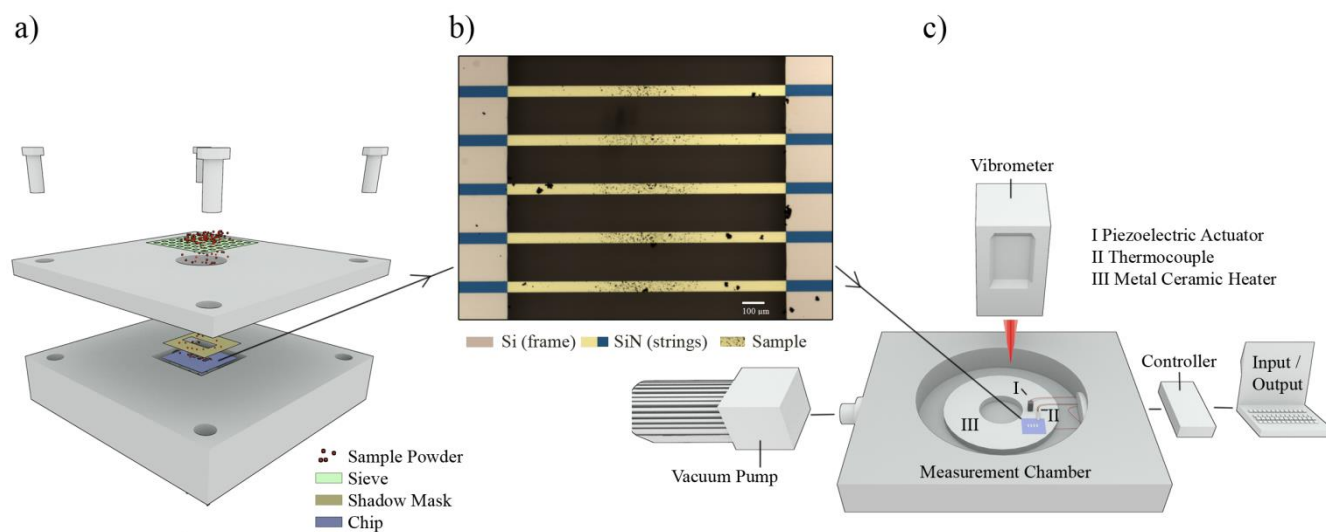 a)
Sample Powder
Sieve
Shadow Mask
Chip
b)
100 µm
Si (frame)
SiN (strings)
Sample
c)
Vibrometer
I Piezoelectric Actuator
II Thermocouple
III Metal Ceramic Heater
Controller
Input /
Output
I
II
III
Vacuum Pump
Measurement Chamber